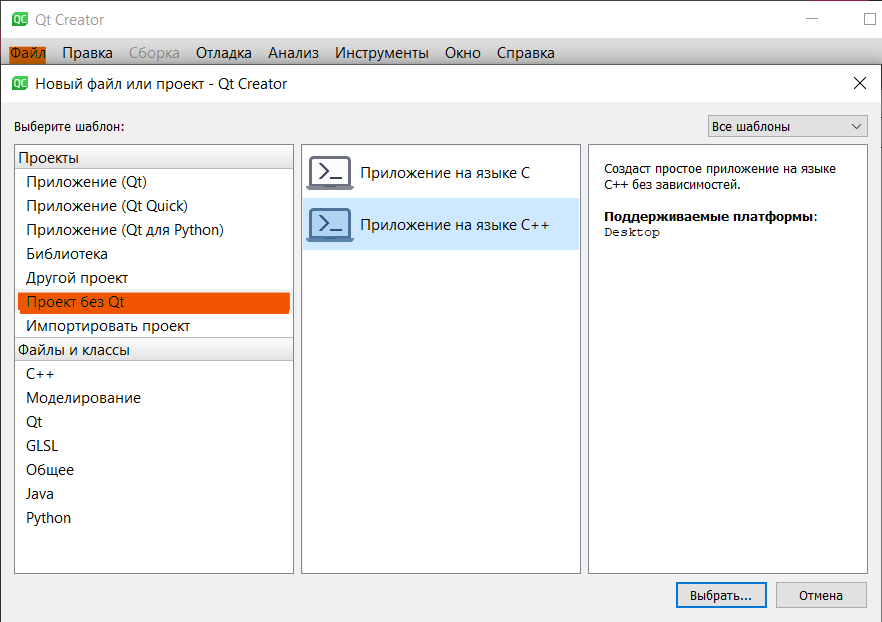 QC Qt Creator
Файл Правка Сборка Отладка Анализ Инструменты Окно Справка
QC Новый файл или проект - Qt Creator
Выберите шаблон:
Все шаблоны
Проекты
Приложение (Qt)
Приложение (Qt Quick)
Приложение (Qt для Python)
Библиотека
Другой проект
Проект без Qt
Импортировать проект
Файлы и классы
C++
Моделирование
Qt
GLSL
Общее
Java
Python
Приложение на языке C
Приложение на языке C++
Создаст простое приложение на языке
C++ без зависимостей.
Поддерживаемые платформы:
Desktop
Выбрать...
Отмена